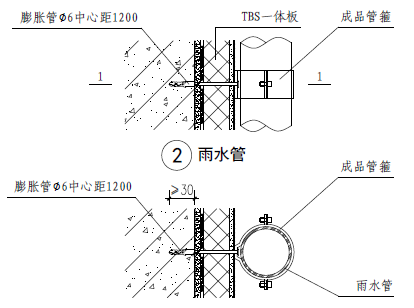 膨胀管ϕ6中心距1200
TBS一体板
成品管箍
1
1
2 雨水管
成品管箍
膨胀管ϕ6中心距1200
≥30
雨水管